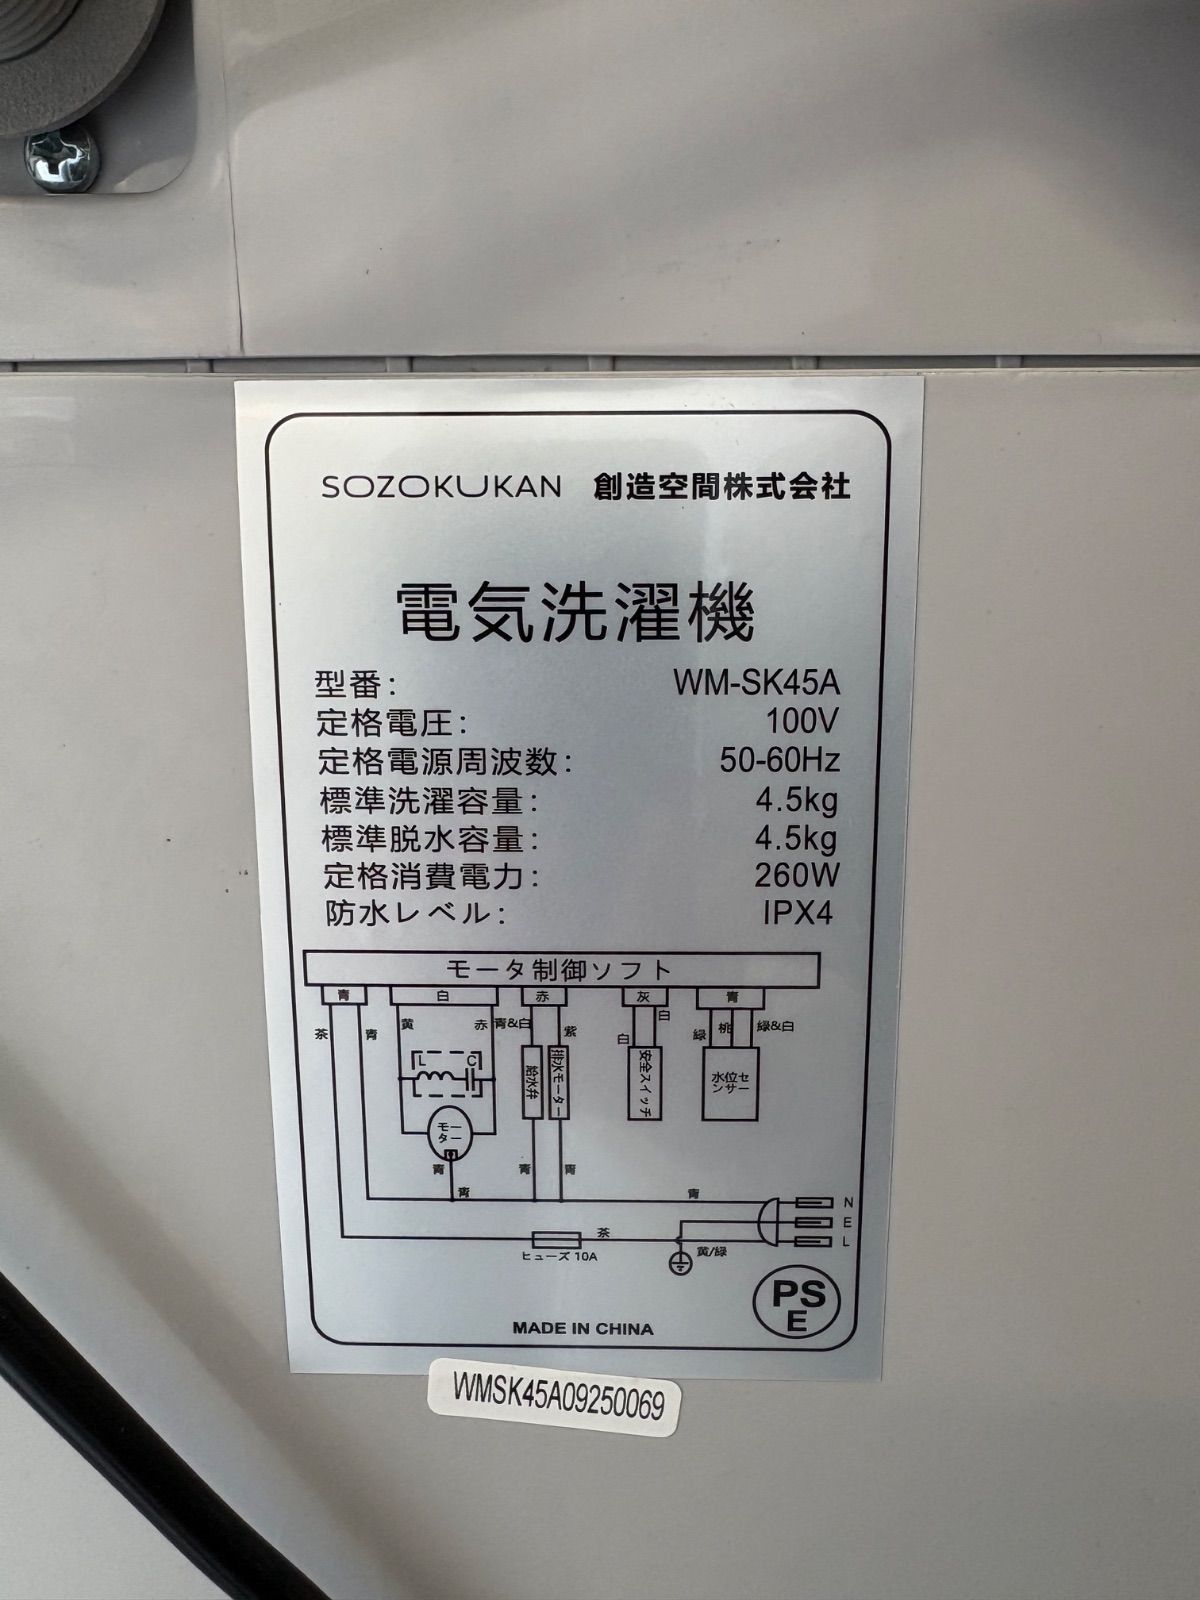 SOZOKUKAN 創造空間株式会社
電気洗濯機
型番: WM-SK45A
定格電圧: 100V
定格電源周波数: 50-60Hz
標準洗濯容量: 4.5kg
標準脱水容量: 4.5kg
定格消費電力: 260W
防水レベル: IPX4
モータ制御ソフト
青 白 赤 灰 青
茶 青 黄 赤 青&白 紫 白 白 緑 桃 緑&白
L C
給水弁
排水モーター
安全スイッチ
水位セ
ンサー
モー
ター
青 青 青
青 青
N
E
L
茶
ヒューズ 10A
黄/緑
PS
E
MADE IN CHINA
WMSK45A09250069